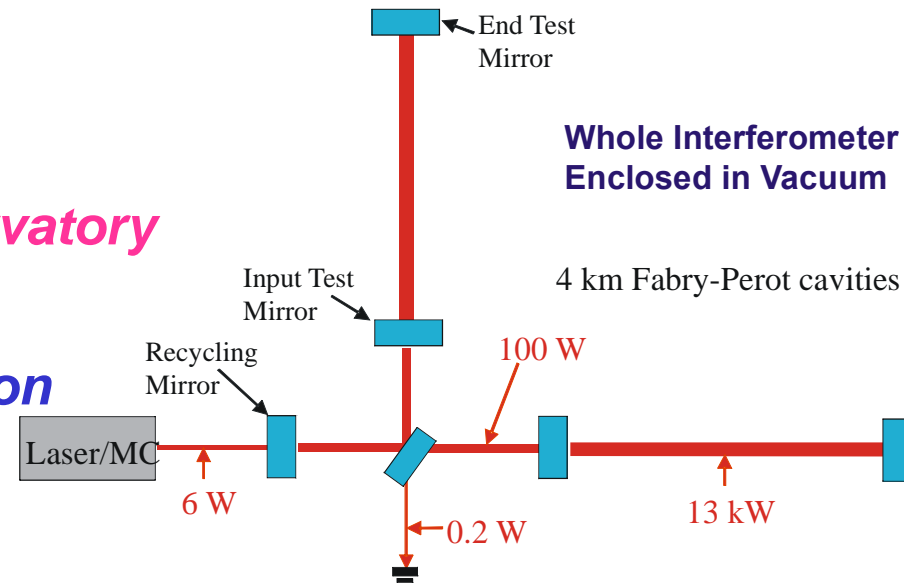 End Test
Mirror
Whole Interferometer
Enclosed in Vacuum
vatory
Input Test
Mirror
4 km Fabry-Perot cavities
Recycling
Mirror
100 W
on
Laser/MC
6 W
13 kW
0.2 W